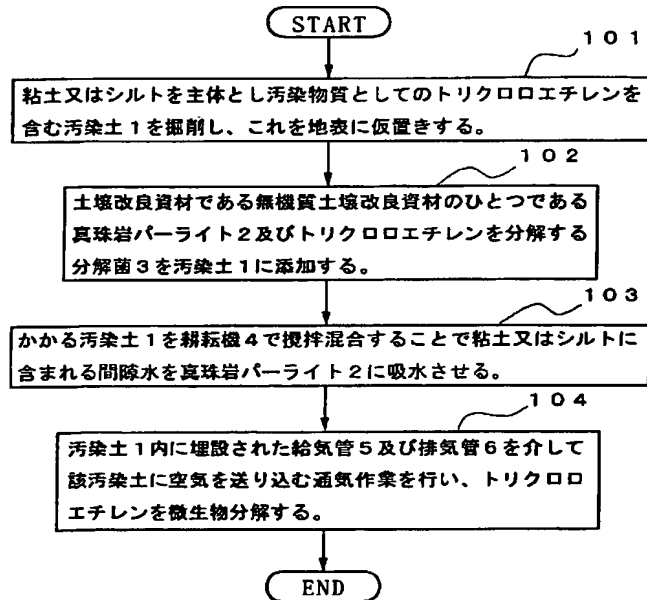 START
101
粘土又はシルトを主体とし汚染物質としてのトリクロロエチレンを
含む汚染土1を掘削し、これを地表に仮置きする。
102
土壌改良資材である無機質土壌改良資材のひとつである
真珠岩パーライト2及びトリクロロエチレンを分解する
分解菌3を汚染土1に添加する。
103
かかる汚染土1を耕耘機4で攪拌混合することで粘土又はシルトに
含まれる間隙水を真珠岩パーライト2に吸水させる。
104
汚染土1内に埋設された給気管5及び排気管6を介して
該汚染土に空気を送り込む通気作業を行い、トリクロロ
エチレンを微生物分解する。
END